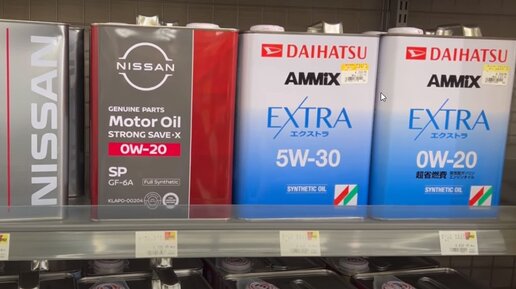 NISSAN
NISSAN
GENUINE PARTS
Motor Oil
STRONG SAVE·X
0W-20
SP
GF-6A
Full Synthetic
KLAP0-00204
DAIHATSU
AMMIX
EXTRA
エクストラ
5W-30
SYNTHETIC OIL
DAIHATSU
AMMIX
EXTRA
エクストラ
0W-20
超省燃費
SYNTHETIC OIL